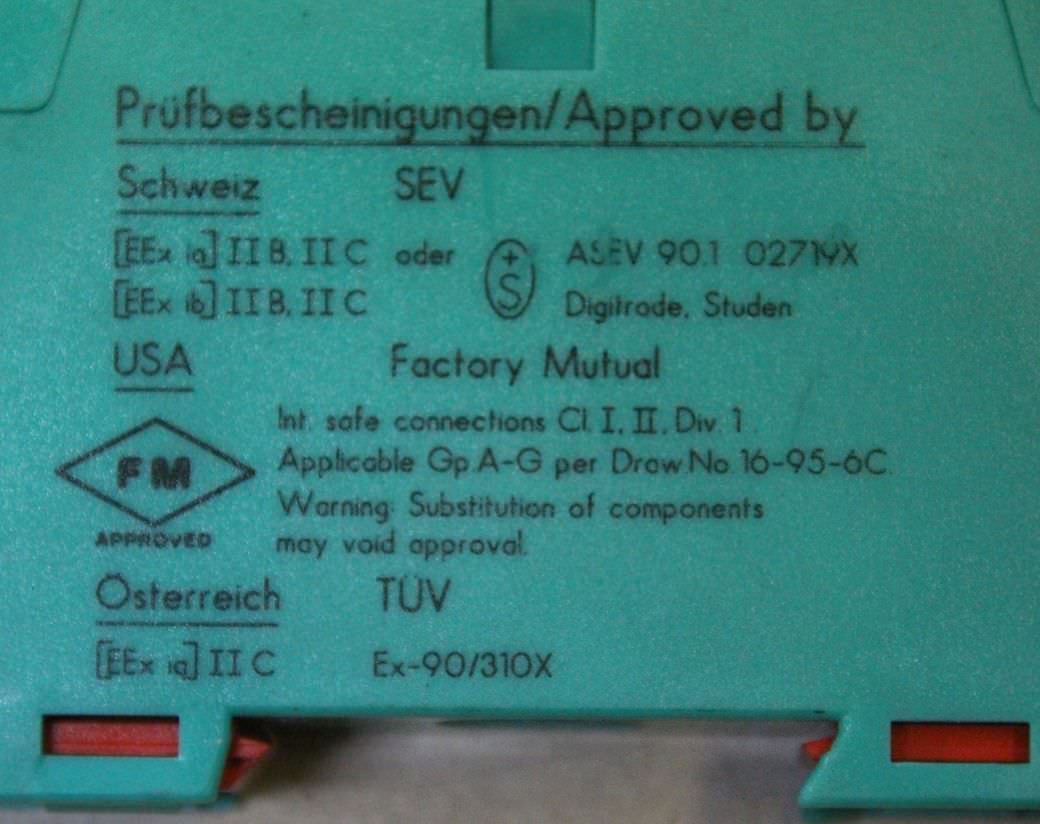 Prüfbescheinigungen/Approved by
Schweiz SEV
[EEx ia] II B, II C oder + S ASEV 90.1 02719X
[EEx ib] II B, II C Digitrode, Studen
USA Factory Mutual
Int. safe connections Cl. I, II, Div. 1
FM Applicable Gp. A-G per Draw. No. 16-95-6C.
Warning: Substitution of components
APPROVED may void approval.
Österreich TÜV
[EEx ia] II C Ex-90/310X